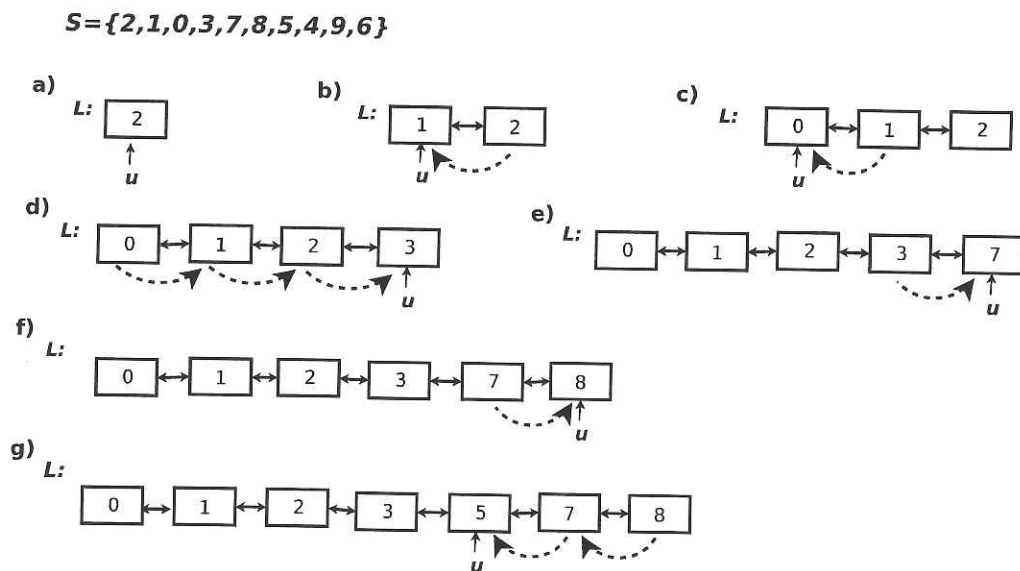 S={2,1,0,3,7,8,5,4,9,6}
a)
L: 2
u
b)
L: 1 2
u
c)
L: 0 1 2
u
d)
L: 0 1 2 3
u
e)
L: 0 1 2 3 7
u
f)
L:
0 1 2 3 7 8
u
g)
L:
0 1 2 3 5 7 8
u